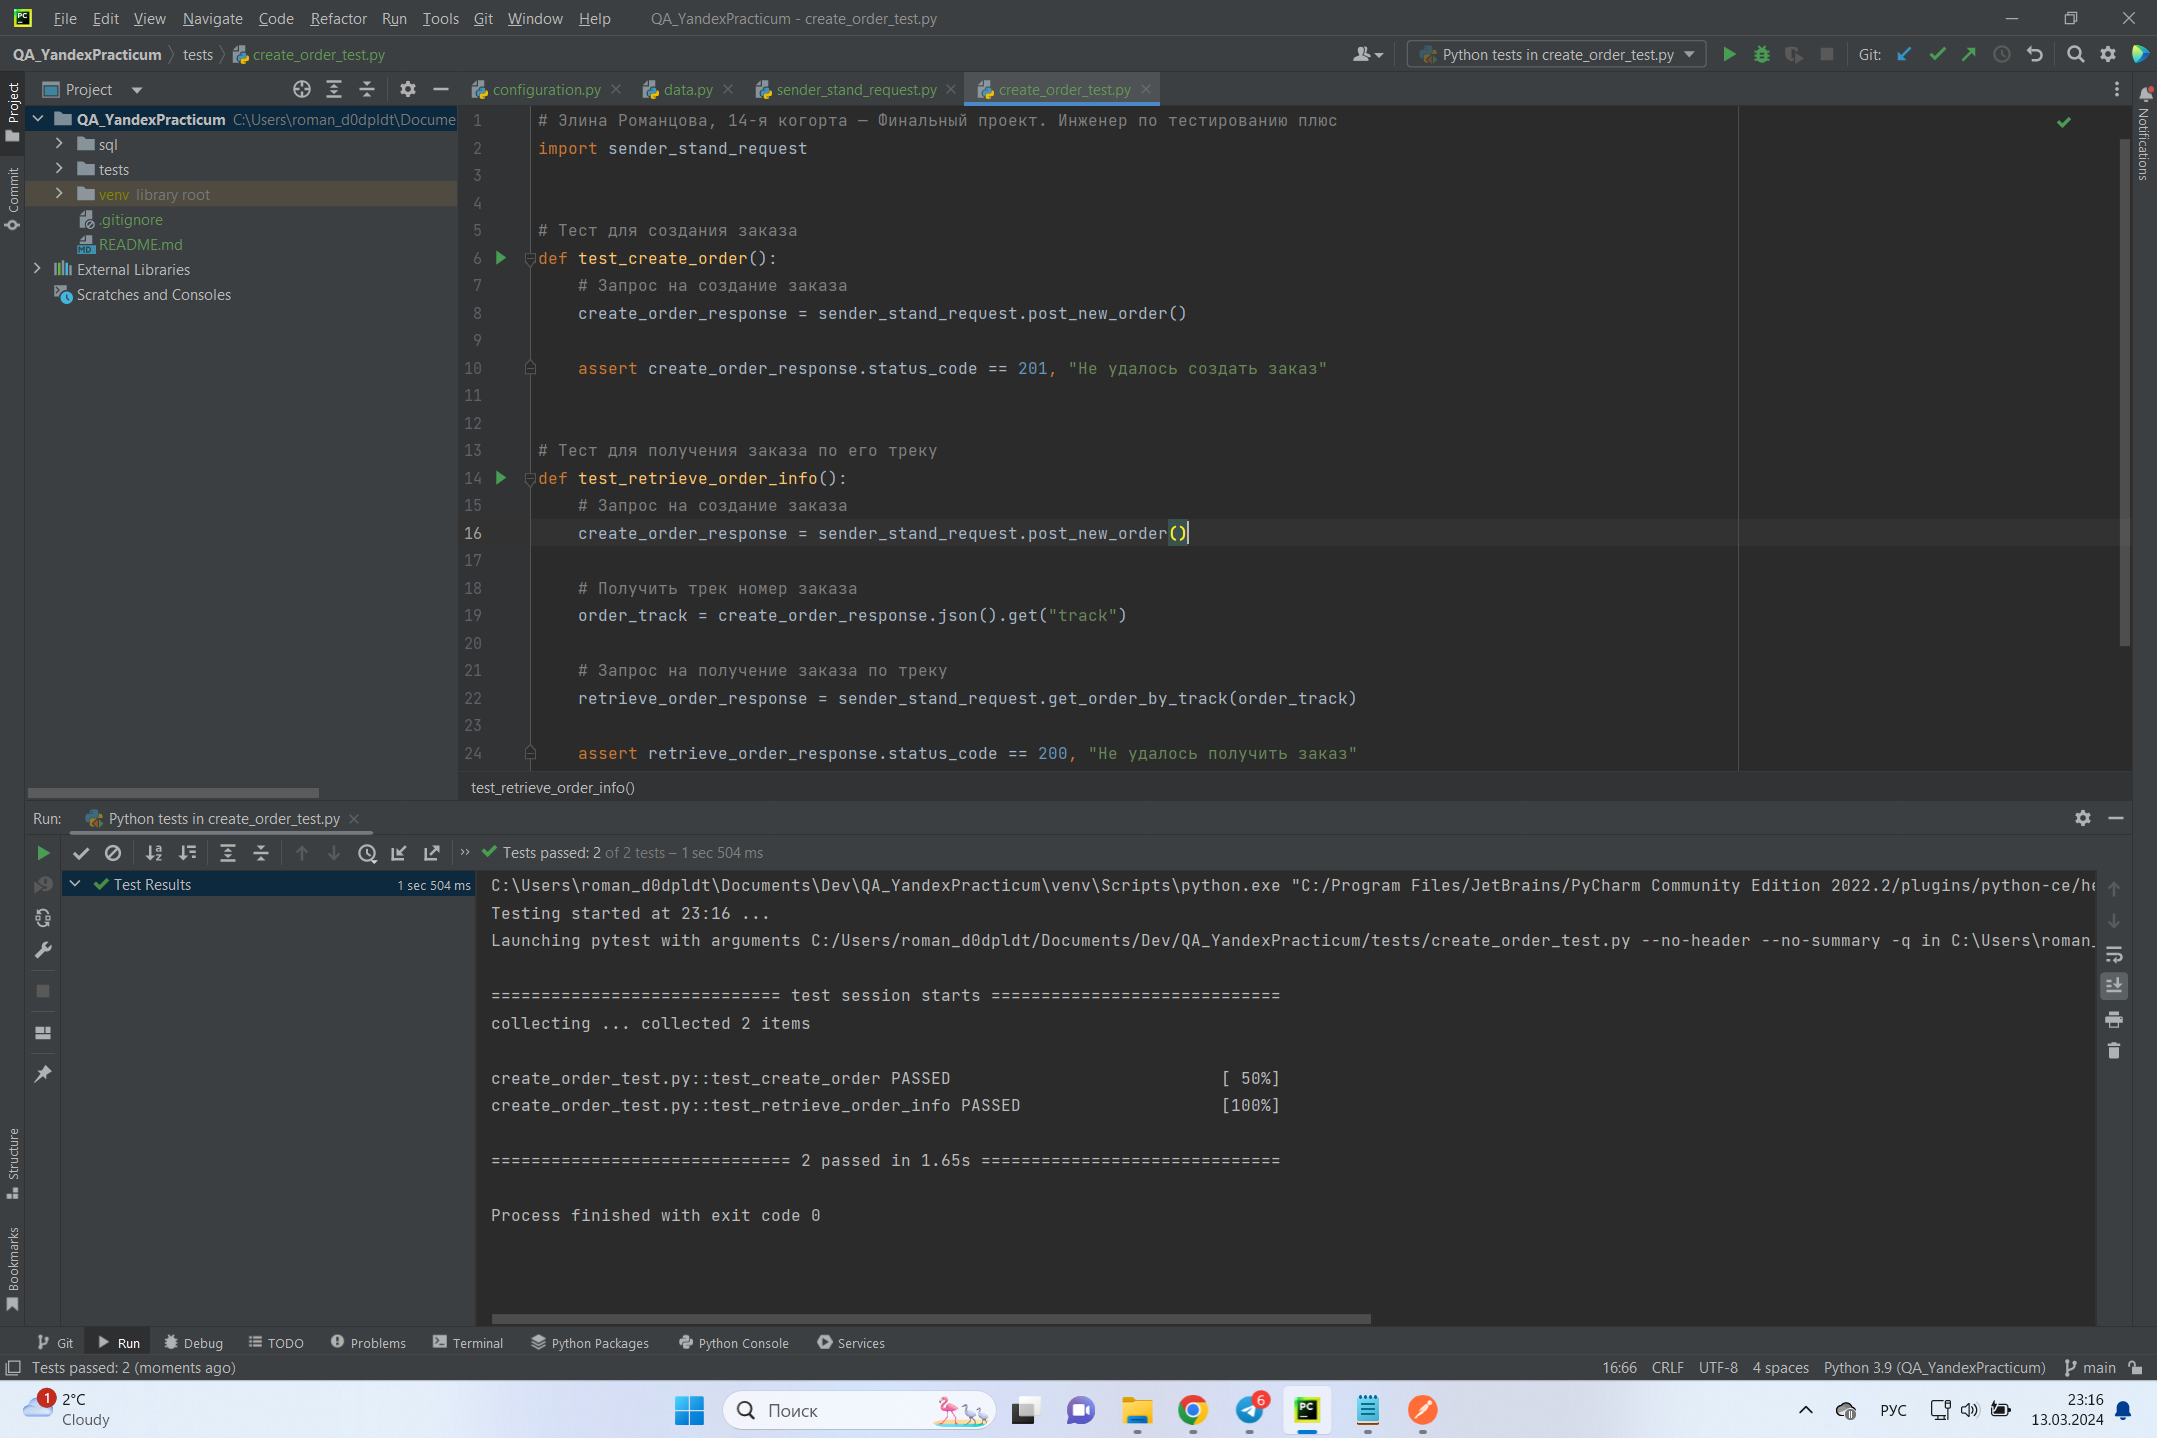 File Edit View Navigate Code Refactor Run Tools Git Window Help QA_YandexPracticum - create_order_test.py
QA_YandexPracticum tests create_order_test.py Python tests in create_order_test.py Git:
Project configuration.py data.py sender_stand_request.py create_order_test.py
Project
Commit
Structure
Bookmarks
Notifications
QA_YandexPracticum C:\Users\roman_d0dpldt\Docume
sql
tests
venv library root
.gitignore
README.md
External Libraries
Scratches and Consoles
1 # Элина Романцова, 14-я когорта — Финальный проект. Инженер по тестированию плюс
2 import sender_stand_request
3
4
5 # Тест для создания заказа
6 def test_create_order():
7 # Запрос на создание заказа
8 create_order_response = sender_stand_request.post_new_order()
9
10 assert create_order_response.status_code == 201, "Не удалось создать заказ"
11
12
13 # Тест для получения заказа по его треку
14 def test_retrieve_order_info():
15 # Запрос на создание заказа
16 create_order_response = sender_stand_request.post_new_order()
17
18 # Получить трек номер заказа
19 order_track = create_order_response.json().get("track")
20
21 # Запрос на получение заказа по треку
22 retrieve_order_response = sender_stand_request.get_order_by_track(order_track)
23
24 assert retrieve_order_response.status_code == 200, "Не удалось получить заказ"
test_retrieve_order_info()
Run: Python tests in create_order_test.py
Tests passed: 2 of 2 tests – 1 sec 504 ms
Test Results 1 sec 504 ms
C:\Users\roman_d0dpldt\Documents\Dev\QA_YandexPracticum\venv\Scripts\python.exe "C:/Program Files/JetBrains/PyCharm Community Edition 2022.2/plugins/python-ce/he
Testing started at 23:16 ...
Launching pytest with arguments C:/Users/roman_d0dpldt/Documents/Dev/QA_YandexPracticum/tests/create_order_test.py --no-header --no-summary -q in C:\Users\roman_
============================= test session starts =============================
collecting ... collected 2 items
create_order_test.py::test_create_order PASSED [ 50%]
create_order_test.py::test_retrieve_order_info PASSED [100%]
============================== 2 passed in 1.65s ==============================
Process finished with exit code 0
Git Run Debug TODO Problems Terminal Python Packages Python Console Services
Tests passed: 2 (moments ago) 16:66 CRLF UTF-8 4 spaces Python 3.9 (QA_YandexPracticum) main
1 2°C
Cloudy
Поиск
PC
6
РУС
23:16
13.03.2024